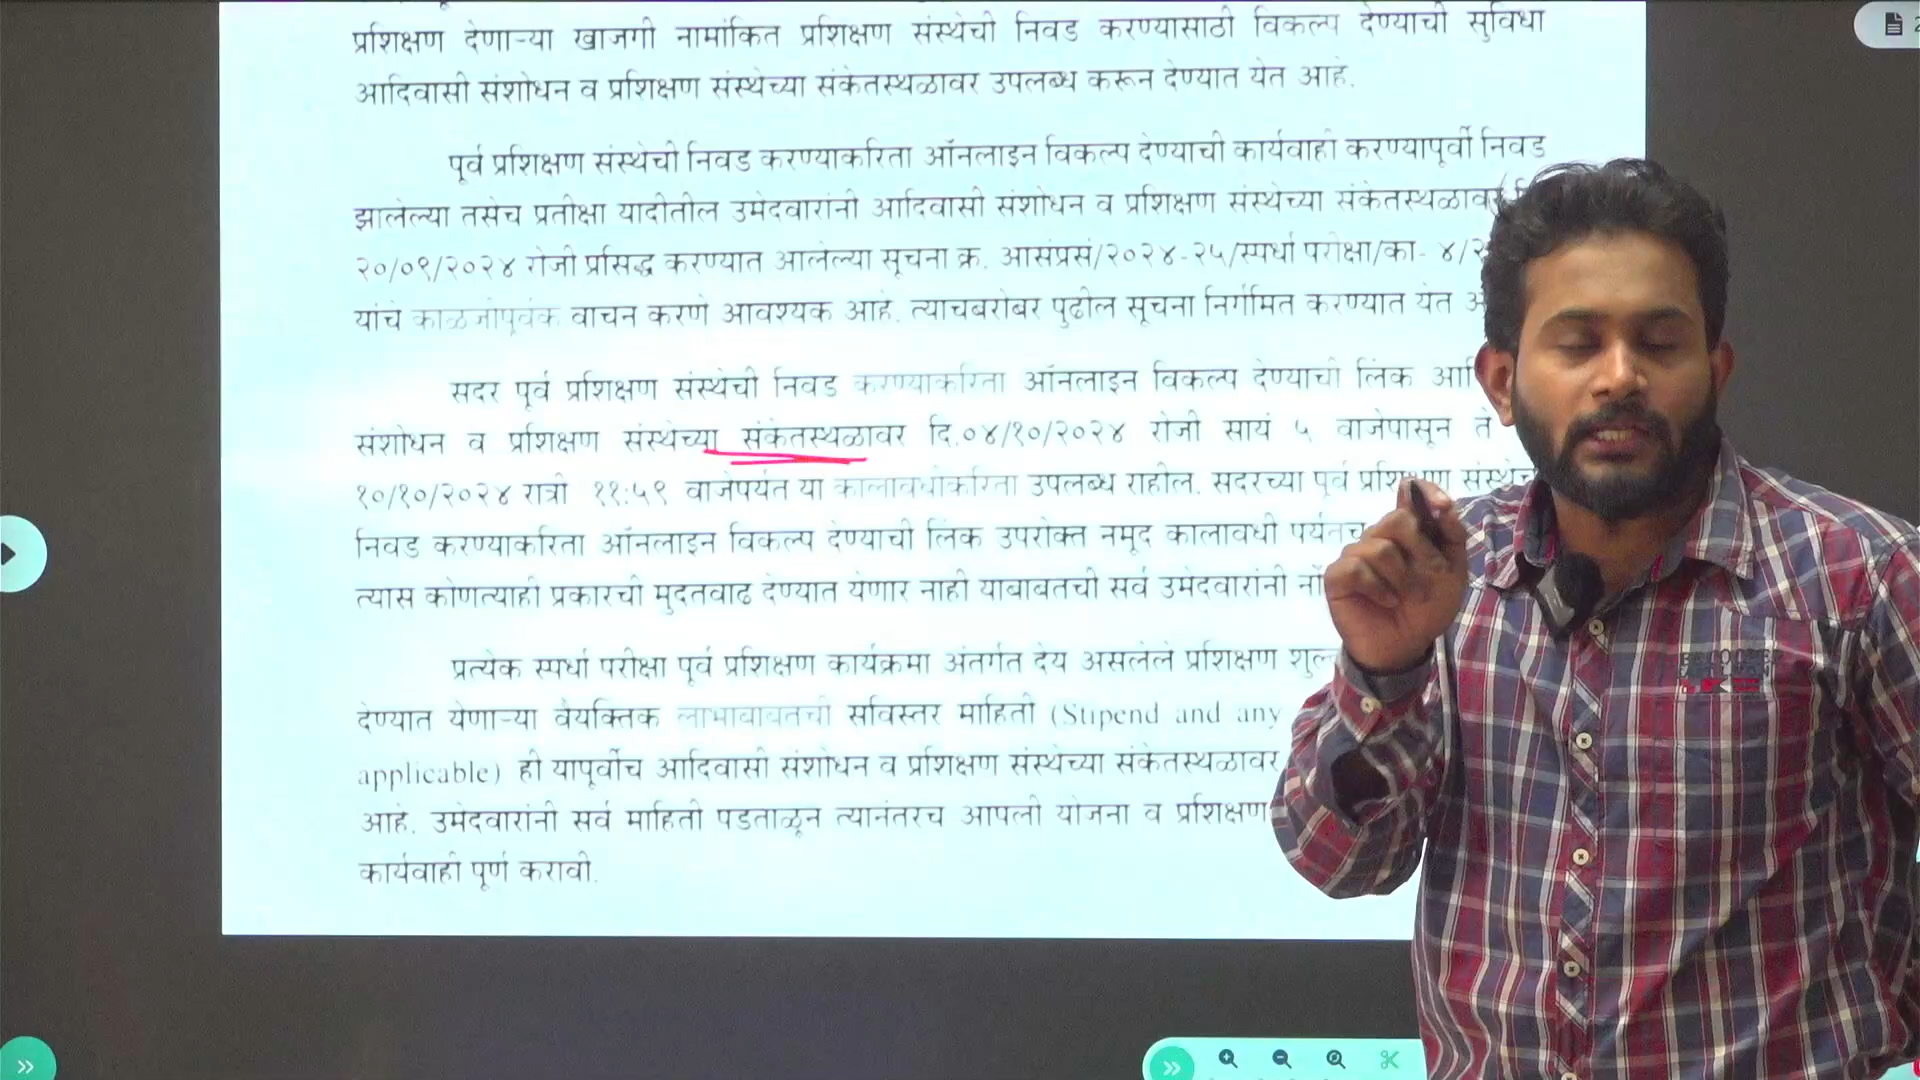 प्रशिक्षण देणाऱ्या खाजगी नामांकित प्रशिक्षण संस्थेची निवड करण्यासाठी विकल्प देण्याची सुविधा
आदिवासी संशोधन व प्रशिक्षण संस्थेच्या संकेतस्थळावर उपलब्ध करून देण्यात येत आहे.
पूर्व प्रशिक्षण संस्थेची निवड करण्याकरिता ऑनलाइन विकल्प देण्याची कार्यवाही करण्यापूर्वी निवड
झालेल्या तसेच प्रतीक्षा यादीतील उमेदवारांनी आदिवासी संशोधन व प्रशिक्षण संस्थेच्या संकेतस्थळावर
२०/०९/२०२४ रोजी प्रसिद्ध करण्यात आलेल्या सूचना क्र. आसंप्रसं/२०२४-२५/स्पर्धा परीक्षा/का- ४/
यांचे काळजीपूर्वक वाचन करणे आवश्यक आहे. त्याचबरोबर पुढील सूचना निर्गमित करण्यात येत
सदर पूर्व प्रशिक्षण संस्थेची निवड करण्याकरिता ऑनलाइन विकल्प देण्याची लिंक
संशोधन व प्रशिक्षण संस्थेच्या संकेतस्थळावर दि.०४/१०/२०२४ रोजी सायं ५ वाजेपासून ते
१०/१०/२०२४ रात्री ११:५९ वाजेपर्यंत या कालावधीकरिता उपलब्ध राहील. सदरच्या पूर्व प्रशिक्षण
निवड करण्याकरिता ऑनलाइन विकल्प देण्याची लिंक उपरोक्त नमूद कालावधी पर्यंतच
त्यास कोणत्याही प्रकारची मुदतवाढ देण्यात येणार नाही याबाबतची सर्व उमेदवारांनी
प्रत्येक स्पर्धा परीक्षा पूर्व प्रशिक्षण कार्यक्रमा अंतर्गत देय असलेले प्रशिक्षण
देण्यात येणाऱ्या वैयक्तिक लाभाबाबतची सविस्तर माहिती (Stipend and any
applicable) ही यापूर्वीच आदिवासी संशोधन व प्रशिक्षण संस्थेच्या संकेतस्थळावर
आहे. उमेदवारांनी सर्व माहिती पडताळून त्यानंतरच आपली योजना व प्रशिक्षण
कार्यवाही पूर्ण करावी.